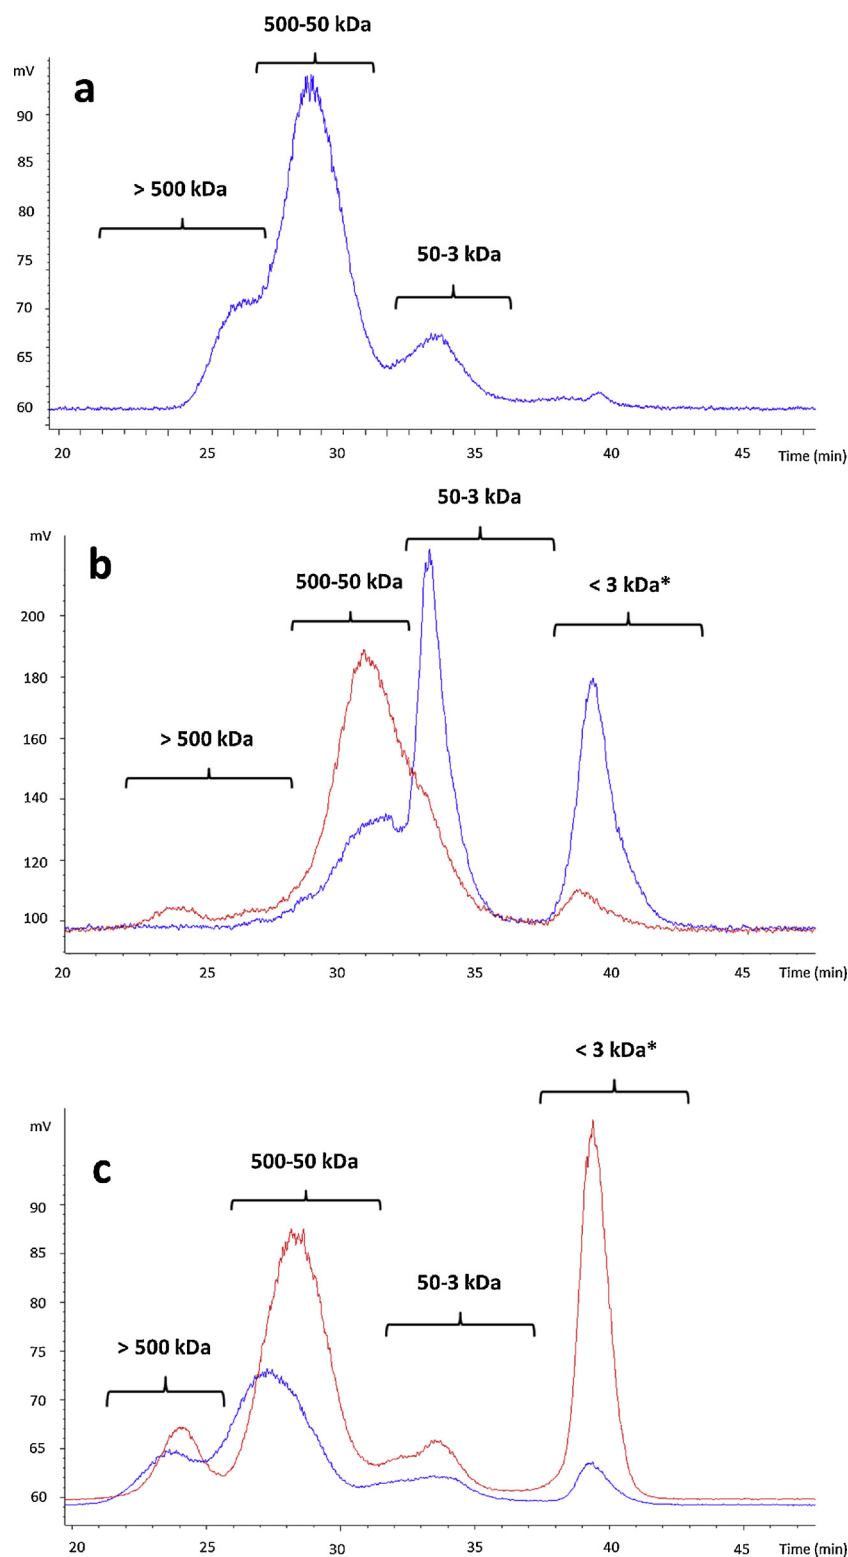 500-50 kDa
mV
a
90
85
> 500 kDa
80
50-3 kDa
75
70
65
60
20 25 30 35 40 45 Time (min)
50-3 kDa
mV
b
500-50 kDa
< 3 kDa*
200
180
> 500 kDa
160
140
120
100
20 25 30 35 40 45 Time (min)
< 3 kDa*
mV
c
500-50 kDa
90
85
50-3 kDa
80
> 500 kDa
75
70
65
60
20 25 30 35 40 45 Time (min)